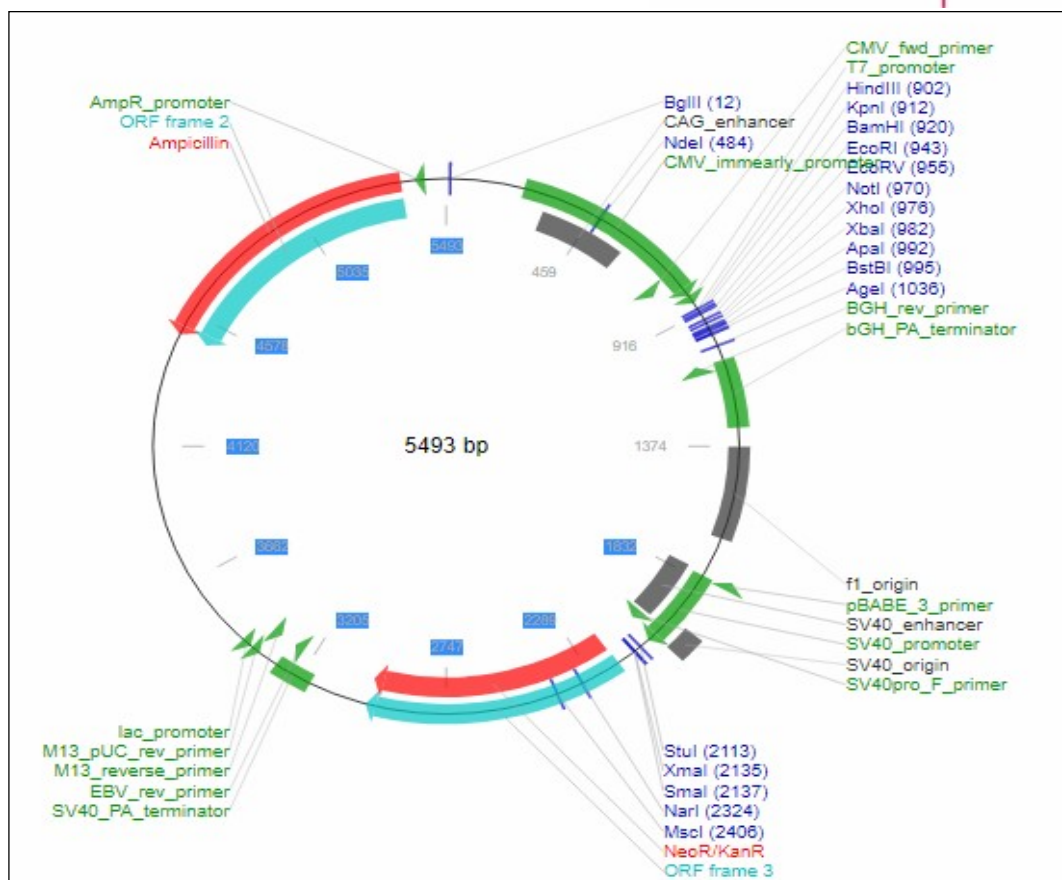 CMV_fwd_primer
T7_promoter
HindIII (902)
KpnI (912)
BamHI (920)
EcoRI (943)
EcoRV (955)
NotI (970)
XhoI (976)
XbaI (982)
ApaI (992)
BstBI (995)
AgeI (1036)
BGH_rev_primer
bGH_PA_terminator
BglII (12)
CAG_enhancer
NdeI (484)
CMV_immearly_promoter
AmpR_promoter
ORF frame 2
Ampicillin
5493
459
916
1374
1832
2289
2747
3205
3662
4120
4578
5035
5493 bp
f1_origin
pBABE_3_primer
SV40_enhancer
SV40_promoter
SV40_origin
SV40pro_F_primer
StuI (2113)
XmaI (2135)
SmaI (2137)
NarI (2324)
MscI (2406)
NeoR/KanR
ORF frame 3
lac_promoter
M13_pUC_rev_primer
M13_reverse_primer
EBV_rev_primer
SV40_PA_terminator